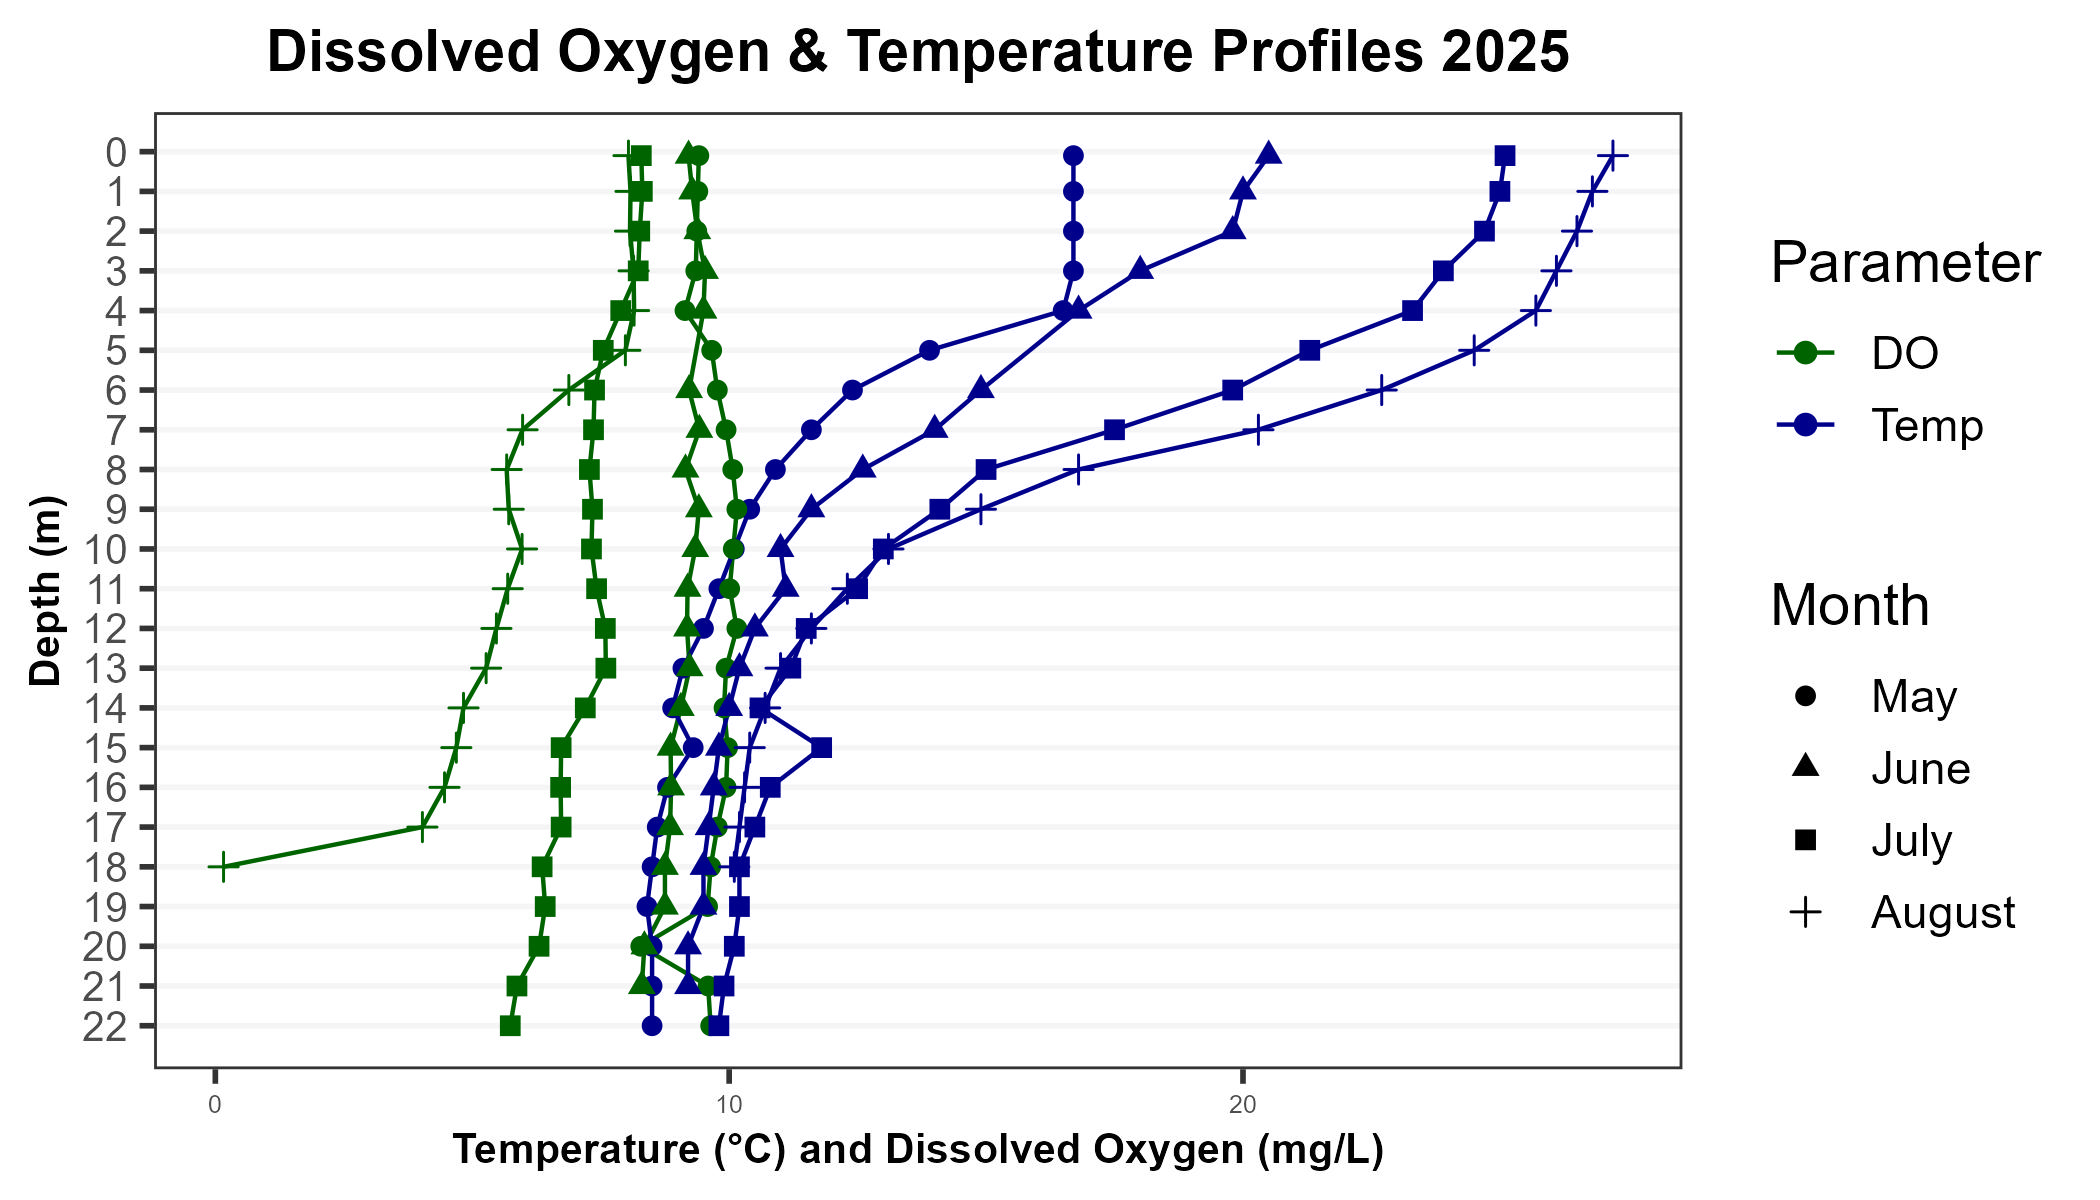 Dissolved Oxygen & Temperature Profiles 2025
0
1
2
3
4
5
6
7
8
9
10
11
12
13
14
15
16
17
18
19
20
21
22
Depth (m)
0 10 20
Temperature (°C) and Dissolved Oxygen (mg/L)
Parameter
DO
Temp
Month
May
June
July
August